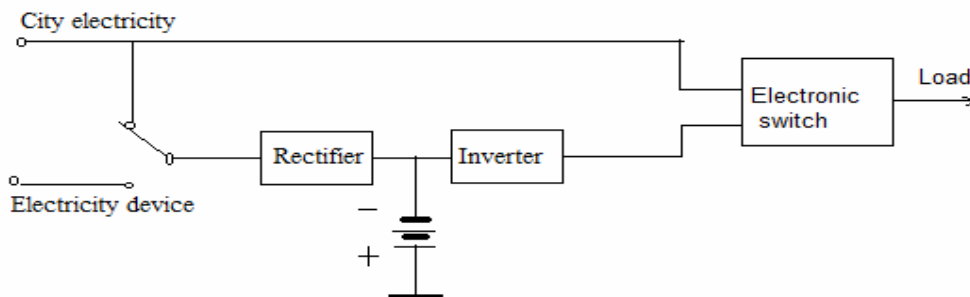 City electricity
Load
Electronic
switch
Rectifier
Inverter
Electricity device
−
+